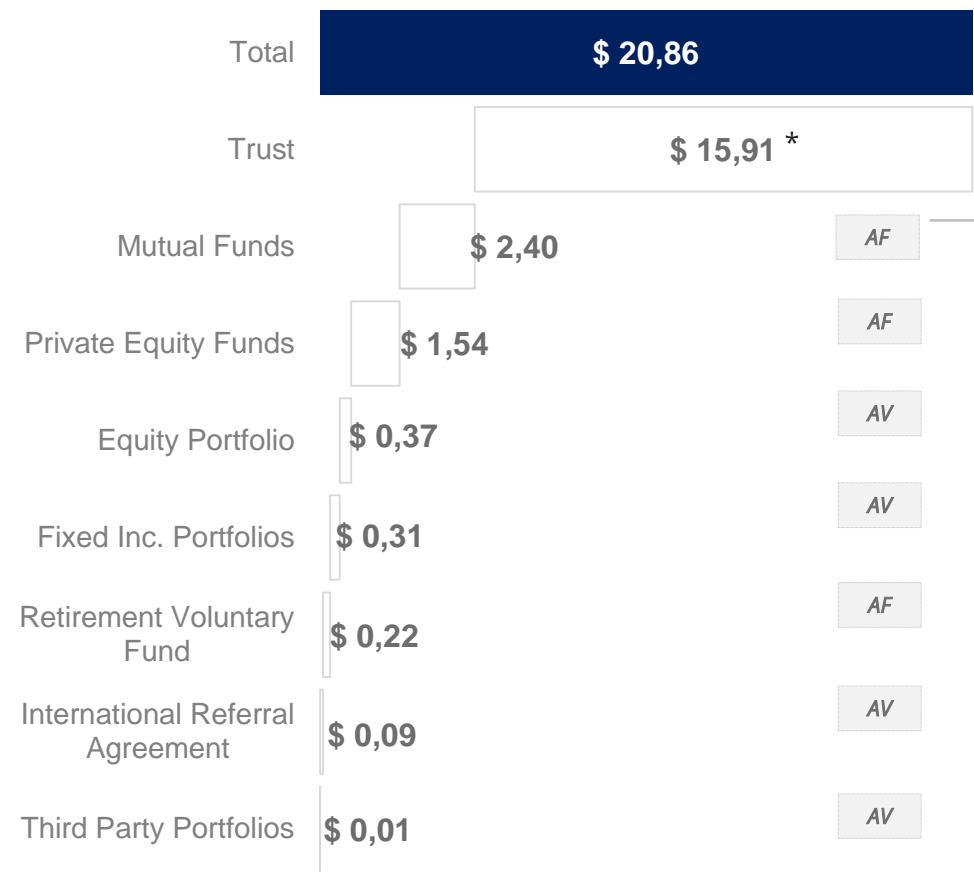 Total
$ 20,86
Trust
$ 15,91 *
Mutual Funds
$ 2,40
AF
Private Equity Funds
$ 1,54
AF
Equity Portfolio
$ 0,37
AV
Fixed Inc. Portfolios
$ 0,31
AV
Retirement Voluntary
Fund
$ 0,22
AF
International Referral
Agreement
$ 0,09
AV
Third Party Portfolios
$ 0,01
AV